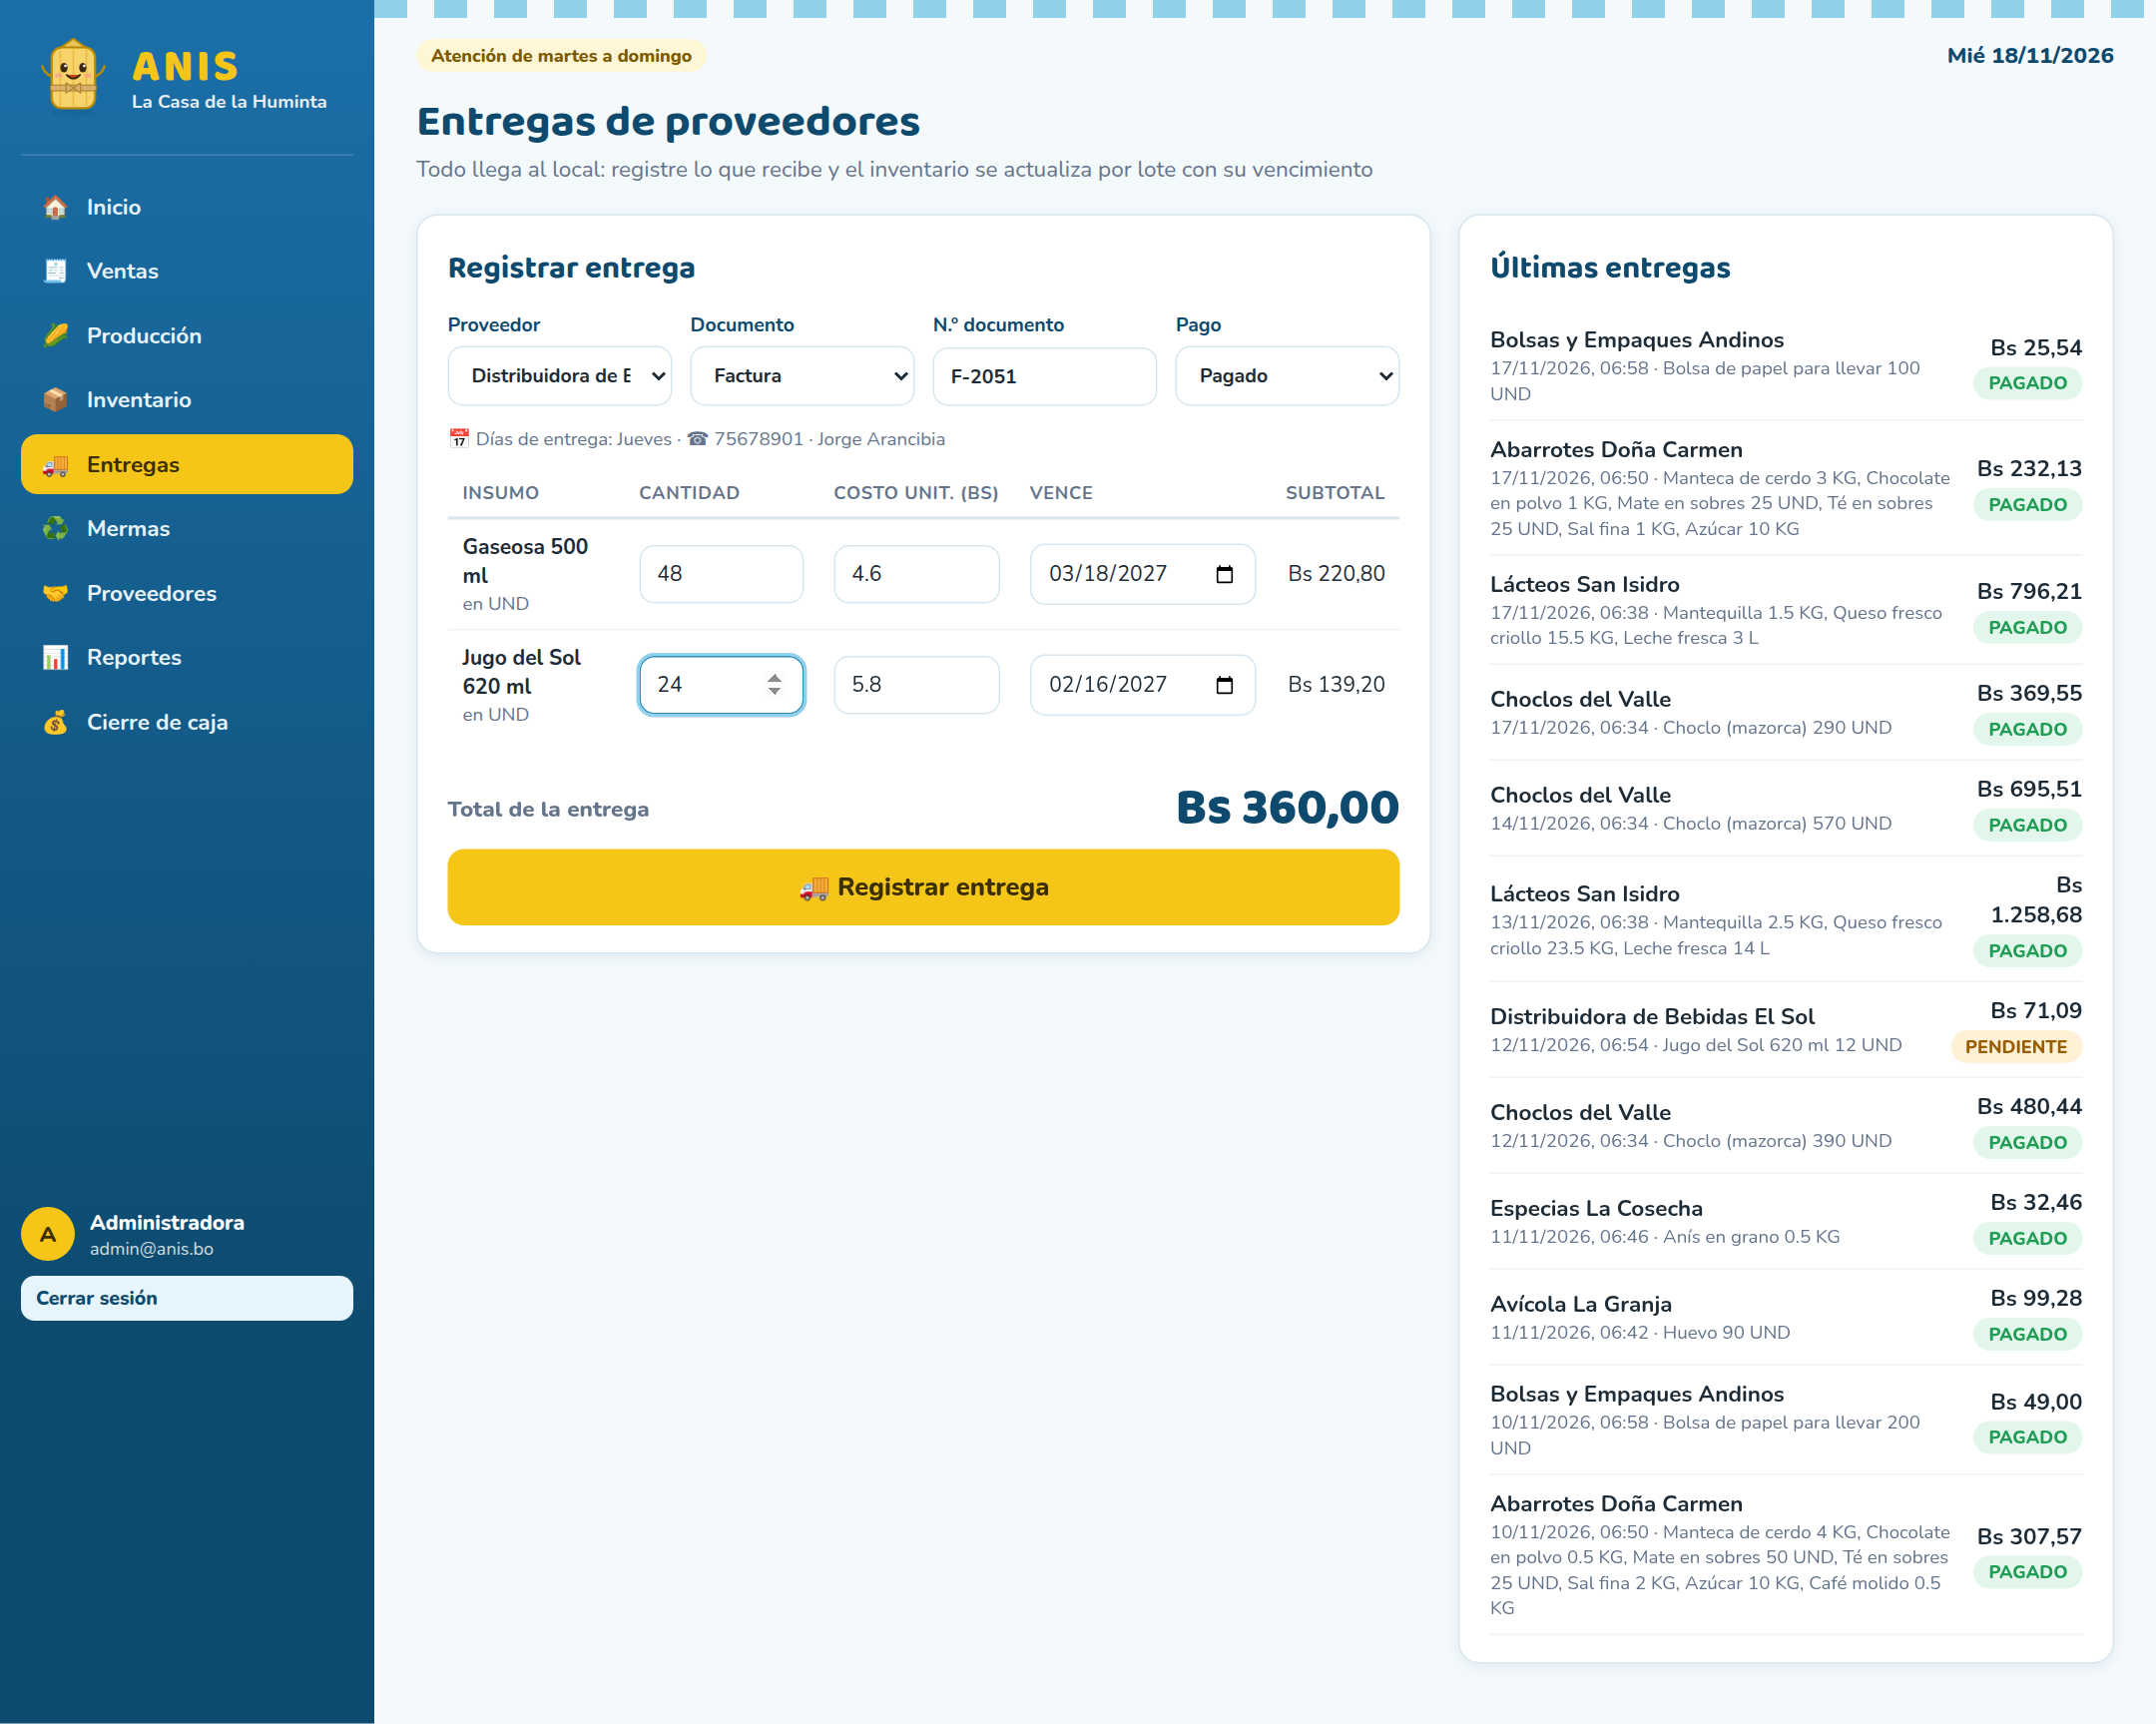 ANIS
La Casa de la Huminta
Inicio
Ventas
Producción
Inventario
Entregas
Mermas
Proveedores
Reportes
Cierre de caja
A
Administradora
admin@anis.bo
Cerrar sesión
Atención de martes a domingo
Mié 18/11/2026
Entregas de proveedores
Todo llega al local: registre lo que recibe y el inventario se actualiza por lote con su vencimiento
Registrar entrega
Proveedor Documento N.º documento Pago
Distribuidora de E Factura F-2051 Pagado
Días de entrega: Jueves · ☎ 75678901 · Jorge Arancibia
INSUMO CANTIDAD COSTO UNIT. (BS) VENCE SUBTOTAL
Gaseosa 500
ml
en UND
48 4.6 03/18/2027 Bs 220,80
Jugo del Sol
620 ml
en UND
24 5.8 02/16/2027 Bs 139,20
Total de la entrega Bs 360,00
Registrar entrega
Últimas entregas
Bolsas y Empaques Andinos
17/11/2026, 06:58 · Bolsa de papel para llevar 100
UND
Bs 25,54
PAGADO
Abarrotes Doña Carmen
17/11/2026, 06:50 · Manteca de cerdo 3 KG, Chocolate
en polvo 1 KG, Mate en sobres 25 UND, Té en sobres
25 UND, Sal fina 1 KG, Azúcar 10 KG
Bs 232,13
PAGADO
Lácteos San Isidro
17/11/2026, 06:38 · Mantequilla 1.5 KG, Queso fresco
criollo 15.5 KG, Leche fresca 3 L
Bs 796,21
PAGADO
Choclos del Valle
17/11/2026, 06:34 · Choclo (mazorca) 290 UND
Bs 369,55
PAGADO
Choclos del Valle
14/11/2026, 06:34 · Choclo (mazorca) 570 UND
Bs 695,51
PAGADO
Lácteos San Isidro
13/11/2026, 06:38 · Mantequilla 2.5 KG, Queso fresco
criollo 23.5 KG, Leche fresca 14 L
Bs
1.258,68
PAGADO
Distribuidora de Bebidas El Sol
12/11/2026, 06:54 · Jugo del Sol 620 ml 12 UND
Bs 71,09
PENDIENTE
Choclos del Valle
12/11/2026, 06:34 · Choclo (mazorca) 390 UND
Bs 480,44
PAGADO
Especias La Cosecha
11/11/2026, 06:46 · Anís en grano 0.5 KG
Bs 32,46
PAGADO
Avícola La Granja
11/11/2026, 06:42 · Huevo 90 UND
Bs 99,28
PAGADO
Bolsas y Empaques Andinos
10/11/2026, 06:58 · Bolsa de papel para llevar 200
UND
Bs 49,00
PAGADO
Abarrotes Doña Carmen
10/11/2026, 06:50 · Manteca de cerdo 4 KG, Chocolate
en polvo 0.5 KG, Mate en sobres 50 UND, Té en sobres
25 UND, Sal fina 2 KG, Azúcar 10 KG, Café molido 0.5
KG
Bs 307,57
PAGADO